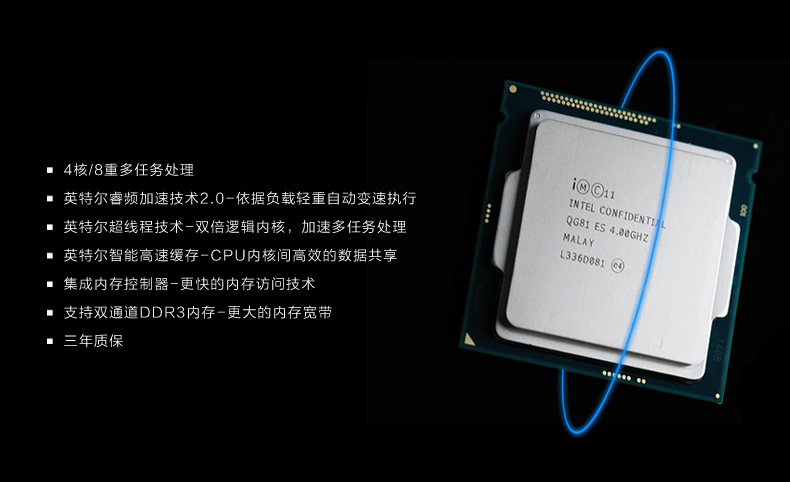 4核/8重多任务处理
英特尔睿频加速技术2.0-依据负载轻重自动变速执行
英特尔超线程技术-双倍逻辑内核，加速多任务处理
英特尔智能高速缓存-CPU内核间高效的数据共享
集成内存控制器-更快的内存访问技术
支持双通道DDR3内存-更大的内存宽带
三年质保
i Ⓜ Ⓒ 11
INTEL CONFIDENTIAL
QG81 ES 4.00GHZ
MALAY
L336D081 e4